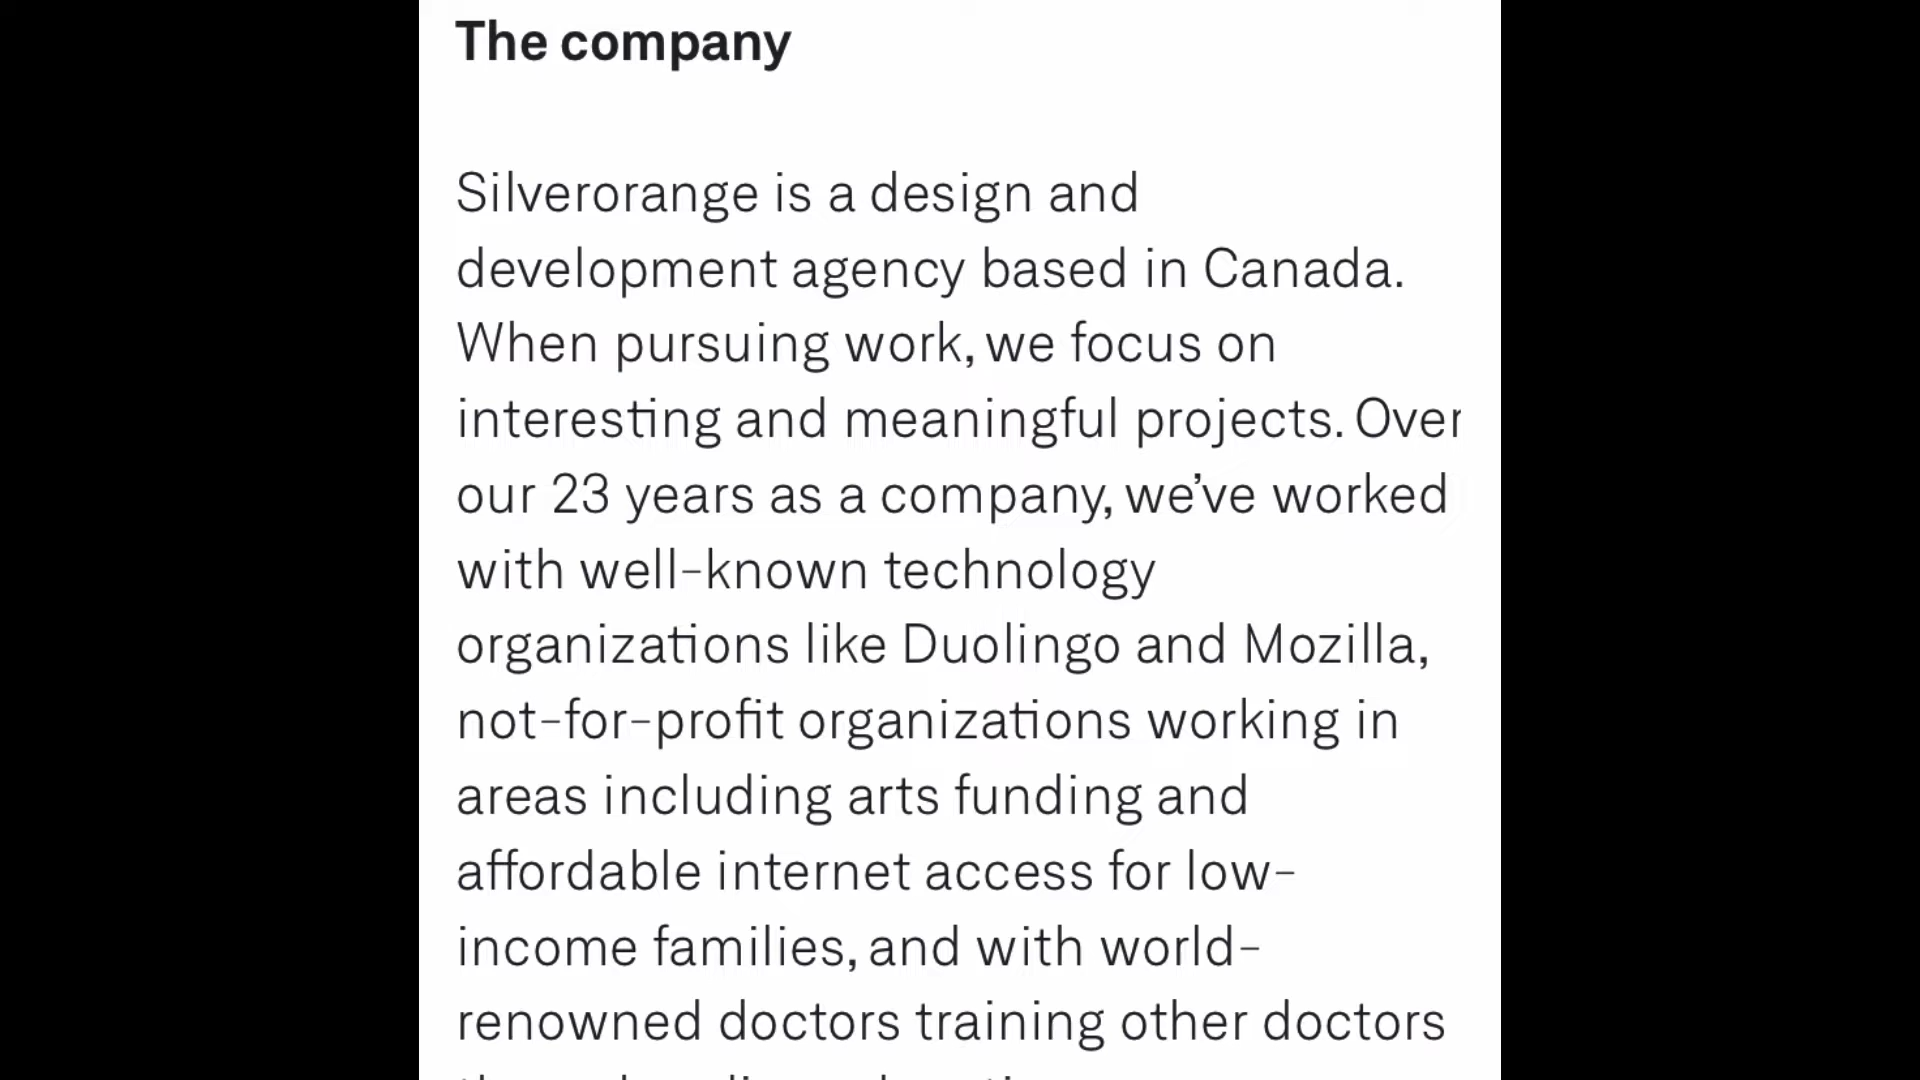 The company
Silverorange is a design and
development agency based in Canada.
When pursuing work, we focus on
interesting and meaningful projects. Over
our 23 years as a company, we’ve worked
with well-known technology
organizations like Duolingo and Mozilla,
not-for-profit organizations working in
areas including arts funding and
affordable internet access for low-
income families, and with world-
renowned doctors training other doctors